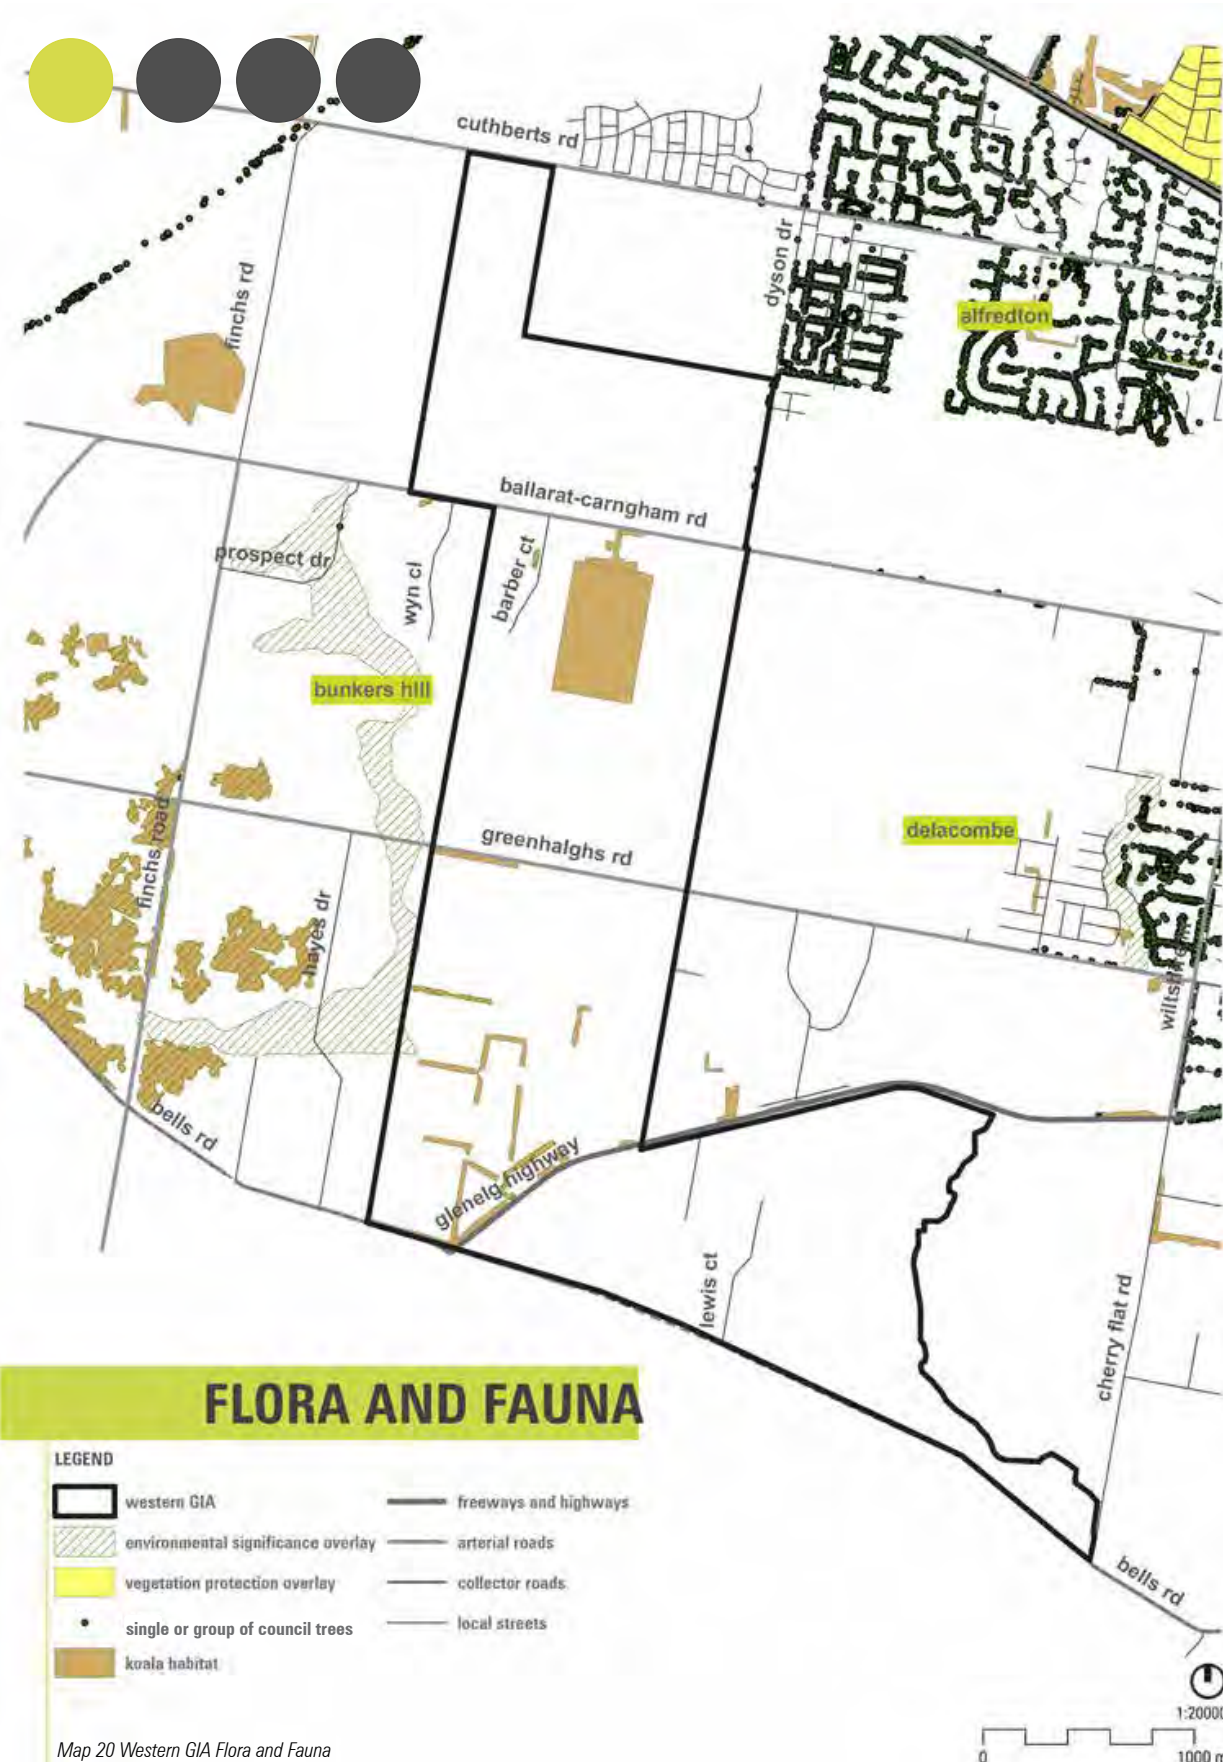 cuthberts rd
dyson dr
finchs rd
alfredton
ballarat-carngham rd
prospect dr
wyn cl
barber ct
bunkers hill
finchs road
greenhalghs rd
delacombe
hayes dr
bells rd
glenelg highway
lewis ct
cherry flat rd
bells rd
FLORA AND FAUNA
LEGEND
western GIA
freeways and highways
environmental significance overlay
arterial roads
vegetation protection overlay
collector roads
single or group of council trees
local streets
koala habitat
1:20000
0 1000 m
Map 20 Western GIA Flora and Fauna